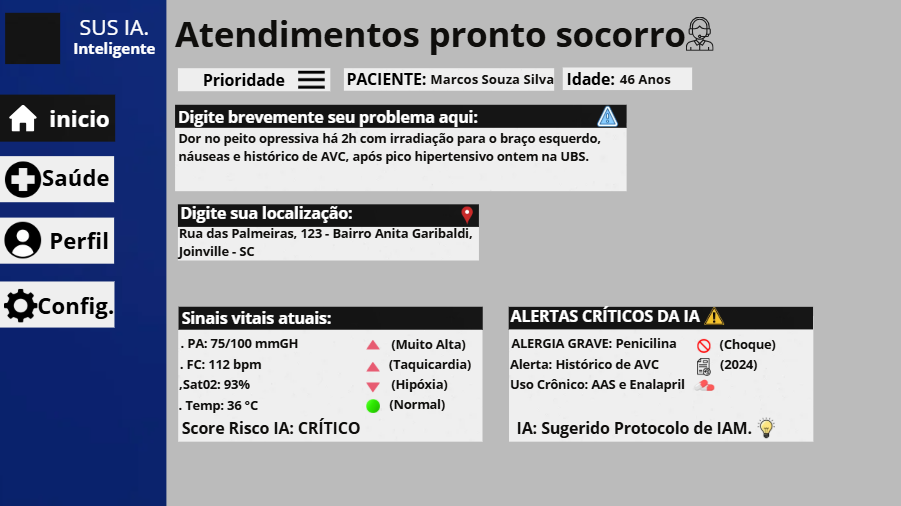 SUS IA.
Inteligente
Atendimentos pronto socorro
Prioridade
PACIENTE: Marcos Souza Silva
Idade: 46 Anos
inicio
Saúde
Perfil
Config.
Digite brevemente seu problema aqui:
Dor no peito opressiva há 2h com irradiação para o braço esquerdo,
náuseas e histórico de AVC, após pico hipertensivo ontem na UBS.
Digite sua localização:
Rua das Palmeiras, 123 - Bairro Anita Garibaldi,
Joinville - SC
Sinais vitais atuais:
. PA: 75/100 mmGH (Muito Alta)
. FC: 112 bpm (Taquicardia)
,Sat02: 93% (Hipóxia)
. Temp: 36 °C (Normal)
Score Risco IA: CRÍTICO
ALERTAS CRÍTICOS DA IA
ALERGIA GRAVE: Penicilina (Choque)
Alerta: Histórico de AVC (2024)
Uso Crônico: AAS e Enalapril
IA: Sugerido Protocolo de IAM.